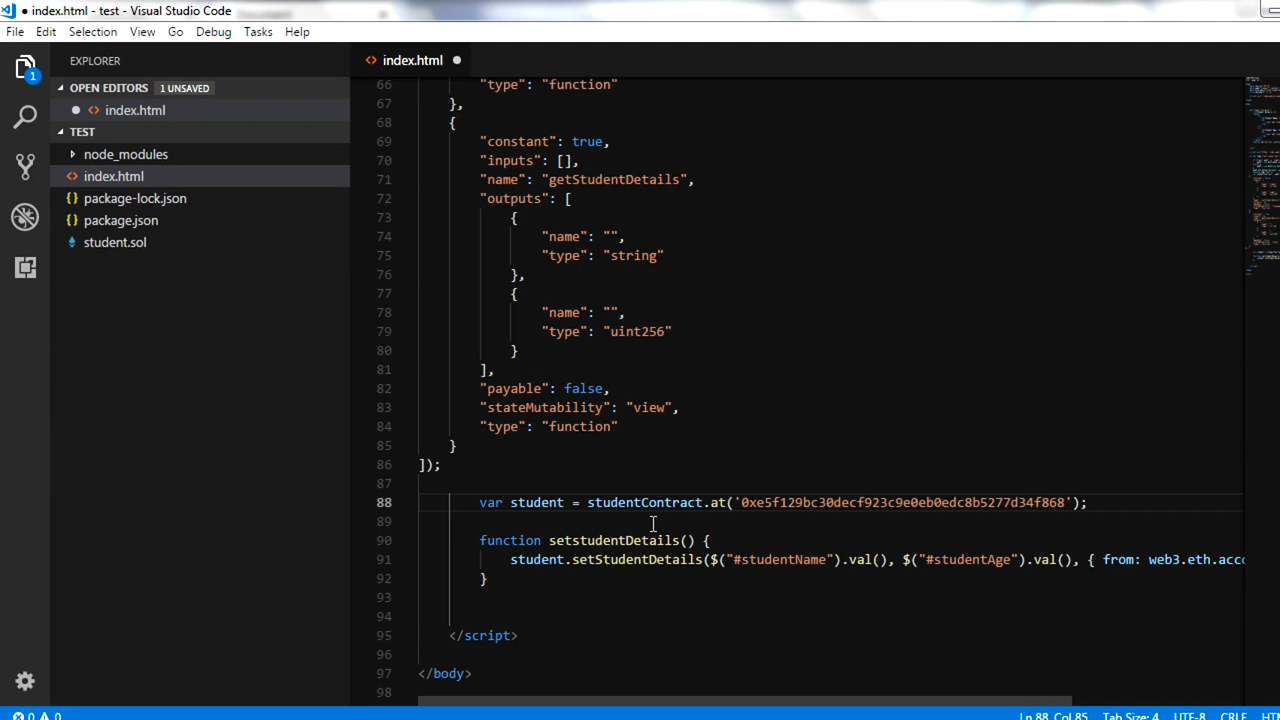 ● index.html - test - Visual Studio Code
File Edit Selection View Go Debug Tasks Help
EXPLORER
OPEN EDITORS 1 UNSAVED
● <> index.html
TEST
node_modules
<> index.html
{} package-lock.json
{} package.json
student.sol
1
<> index.html ●
66 "type": "function"
67 },
68 {
69 "constant": true,
70 "inputs": [],
71 "name": "getStudentDetails",
72 "outputs": [
73 {
74 "name": "",
75 "type": "string"
76 },
77 {
78 "name": "",
79 "type": "uint256"
80 }
81 ],
82 "payable": false,
83 "stateMutability": "view",
84 "type": "function"
85 }
86 ]);
87
88 var student = studentContract.at('0xe5f129bc30decf923c9e0eb0edc8b5277d34f868');
89
90 function setstudentDetails() {
91 student.setStudentDetails($("#studentName").val(), $("#studentAge").val(), { from: web3.eth.acco
92 }
93
94
95 </script>
96
97 </body>
98
0 0 Ln 88, Col 85 Tab Size: 4 UTF-8 CRLF HT